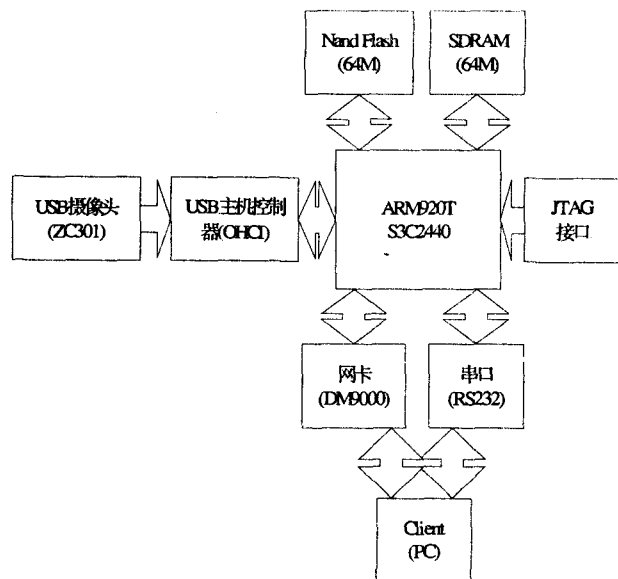 Nand Flash
(64M)
SDRAM
(64M)
USB摄像头
(ZC301)
USB主机控制
器(OHCI)
ARM920T
S3C2440
JTAG
接口
网卡
(DM9000)
串口
(RS232)
Client
(PC)